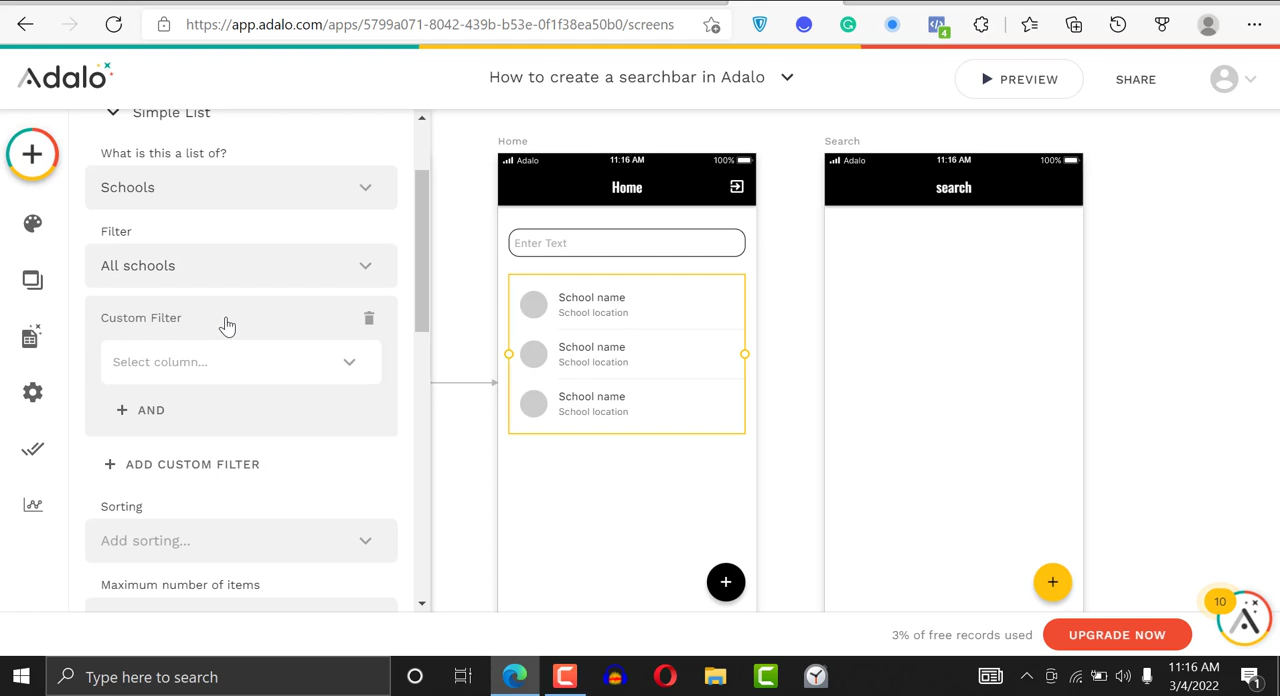 https://app.adalo.com/apps/5799a071-8042-439b-b53e-0f1f38ea50b0/screens
4
Adalo
How to create a searchbar in Adalo
PREVIEW
SHARE
Simple List
What is this a list of?
Schools
Filter
All schools
Custom Filter
Select column...
AND
ADD CUSTOM FILTER
Sorting
Add sorting...
Maximum number of items
Home
Adalo 11:16 AM 100%
Home
Enter Text
School name
School location
School name
School location
School name
School location
Search
Adalo 11:16 AM 100%
search
10
3% of free records used
UPGRADE NOW
Type here to search
11:16 AM
3/4/2022
1